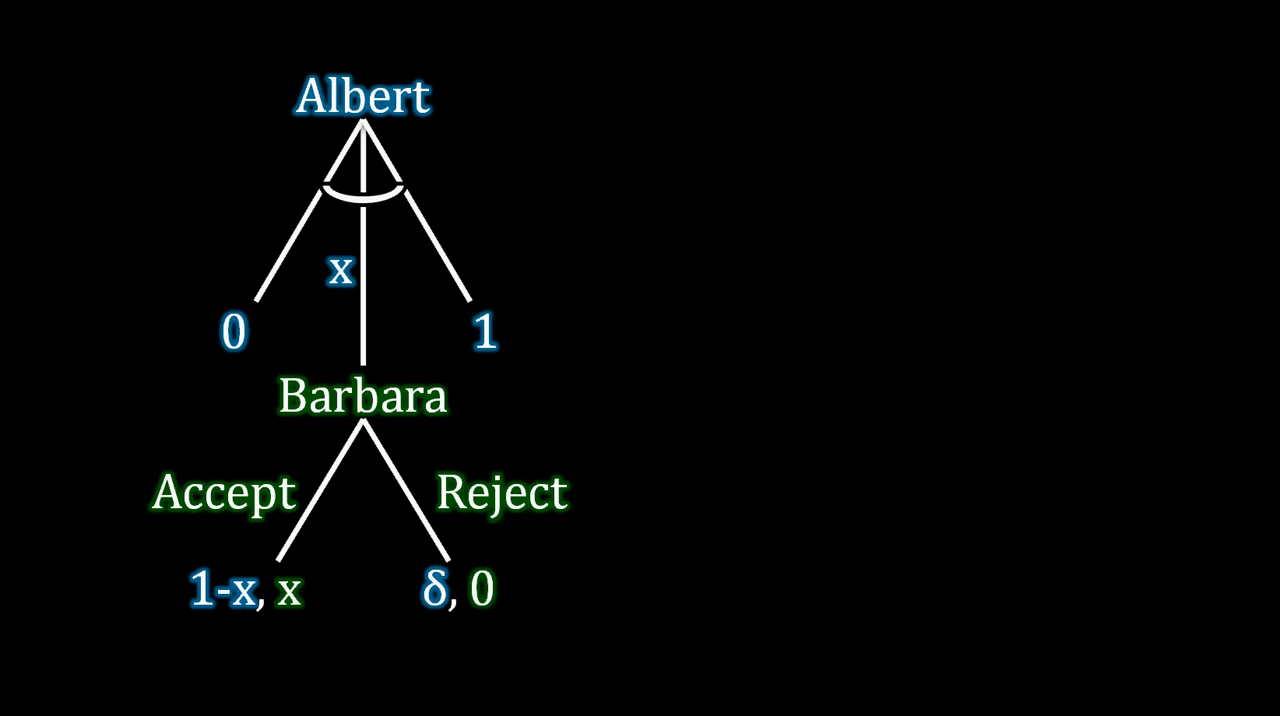 Albert
x
0 1
Barbara
Accept Reject
1-x, x δ, 0